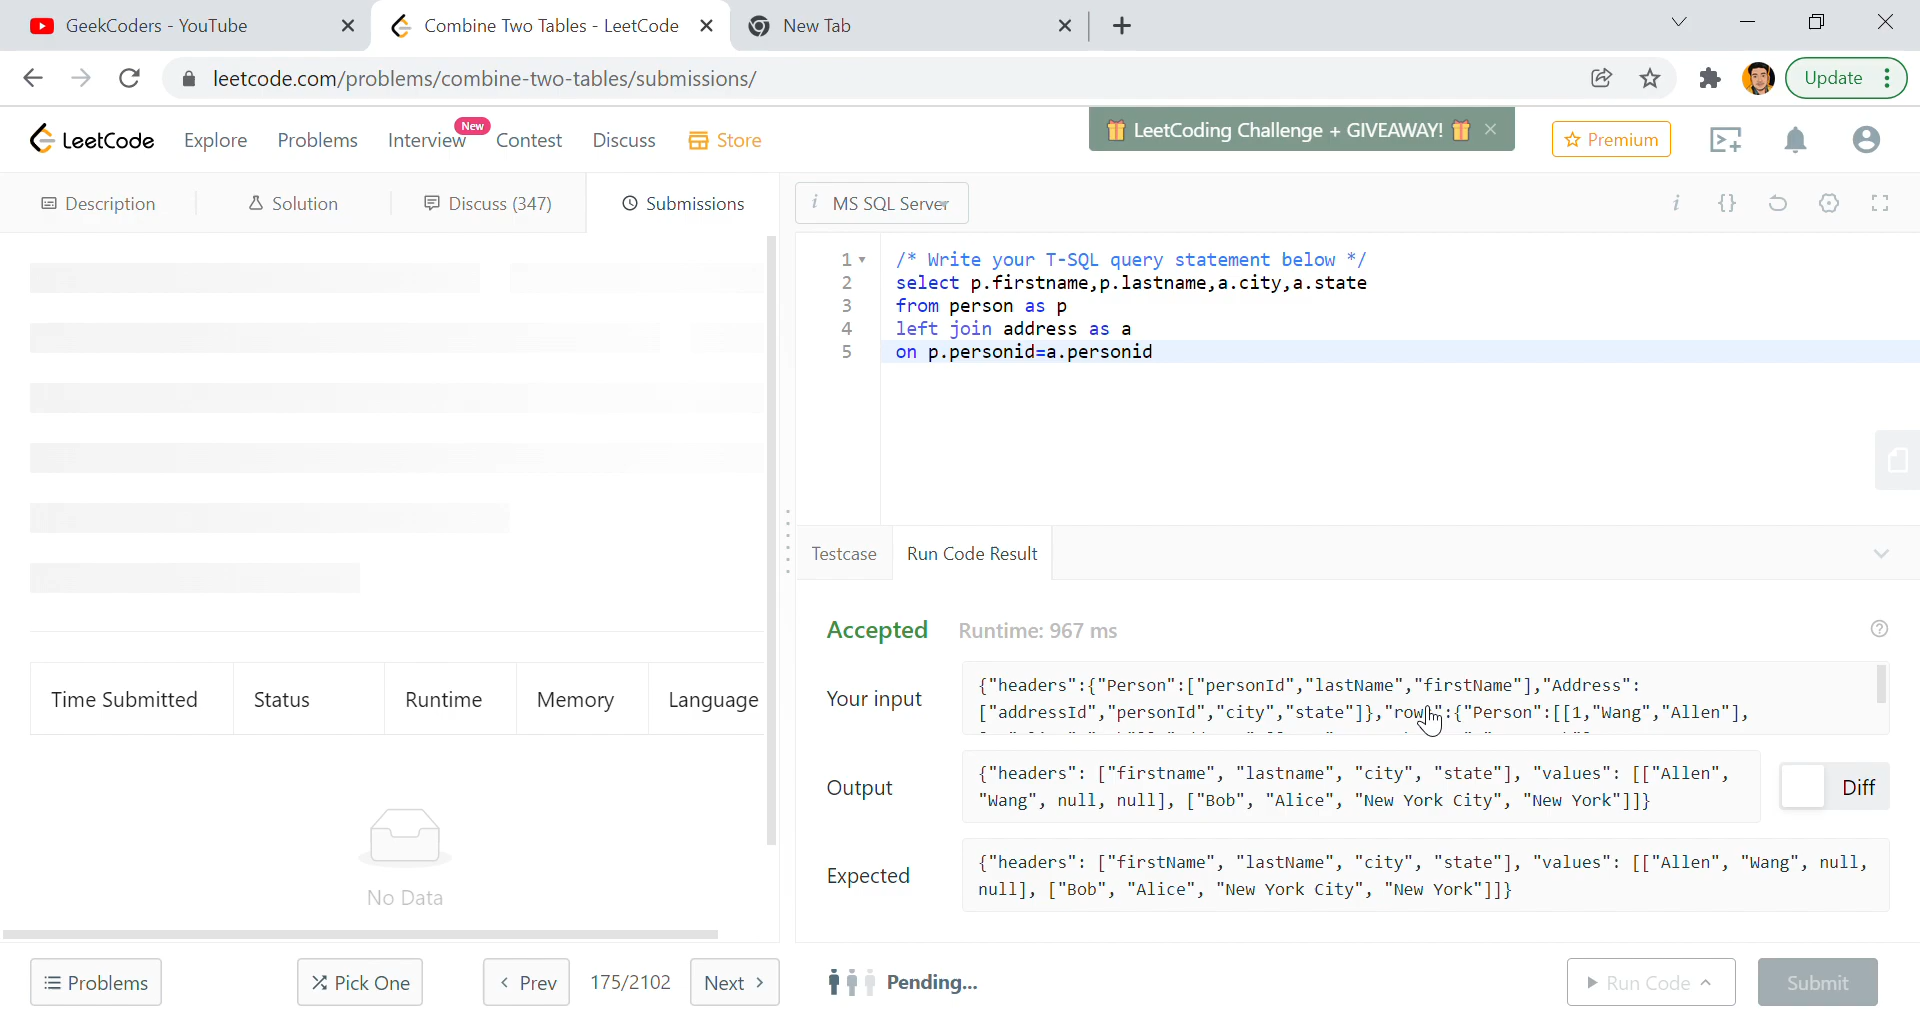 GeekCoders - YouTube
Combine Two Tables - LeetCode
New Tab
leetcode.com/problems/combine-two-tables/submissions/
Update
LeetCode
Explore
Problems
Interview
New
Contest
Discuss
Store
LeetCoding Challenge + GIVEAWAY!
Premium
Description
Solution
Discuss (347)
Submissions
i MS SQL Server
i {}
1 /* Write your T-SQL query statement below */
2 select p.firstname,p.lastname,a.city,a.state
3 from person as p
4 left join address as a
5 on p.personid=a.personid
Testcase
Run Code Result
Accepted
Runtime: 967 ms
Your input
{"headers":{"Person":["personId","lastName","firstName"],"Address":
["addressId","personId","city","state"]},"rows":{"Person":[[1,"Wang","Allen"],
Output
{"headers": ["firstname", "lastname", "city", "state"], "values": [["Allen",
"Wang", null, null], ["Bob", "Alice", "New York City", "New York"]]}
Diff
Expected
{"headers": ["firstName", "lastName", "city", "state"], "values": [["Allen", "Wang", null,
null], ["Bob", "Alice", "New York City", "New York"]]}
Time Submitted
Status
Runtime
Memory
Language
No Data
Problems
Pick One
Prev
175/2102
Next
Pending...
Run Code
Submit